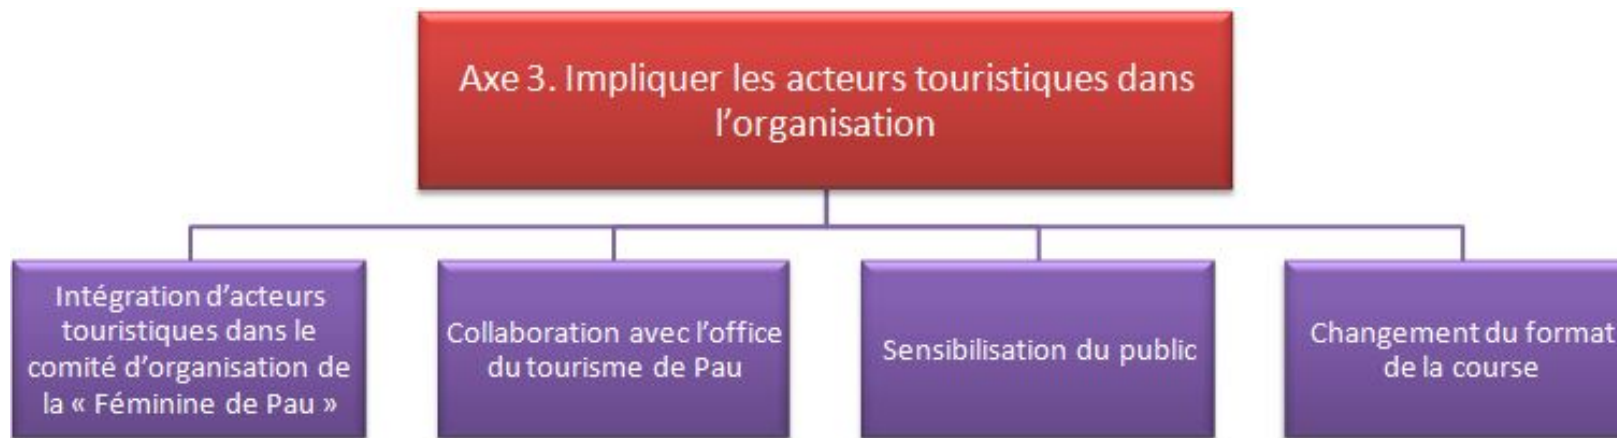 Axe 3. Impliquer les acteurs touristiques dans
l’organisation
Intégration d’acteurs
touristiques dans le
comité d’organisation de
la « Féminine de Pau »
Collaboration avec l’office
du tourisme de Pau
Sensibilisation du public
Changement du format
de la course